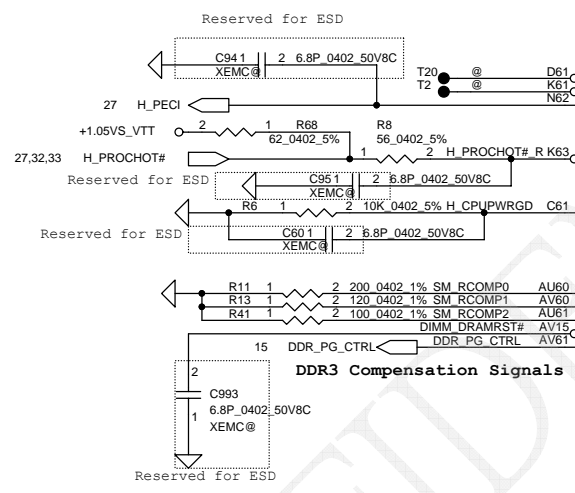 Reserved for ESD
C94 1 2 6.8P_0402_50V8C
XEMC@
T20 @ D61
T2 @ K61
27 H_PECI N62
+1.05VS_VTT 2 1 R68
62_0402_5%
R8
56_0402_5%
27,32,33 H_PROCHOT# 1 2 H_PROCHOT#_R K63
Reserved for ESD
C95 1 2 6.8P_0402_50V8C
XEMC@
R6 1 2 10K_0402_5% H_CPUPWRGD C61
Reserved for ESD
C60 1 2 6.8P_0402_50V8C
XEMC@
R11 1 2 200_0402_1% SM_RCOMP0 AU60
R13 1 2 120_0402_1% SM_RCOMP1 AV60
R41 1 2 100_0402_1% SM_RCOMP2 AU61
DIMM_DRAMRST# AV15
15 DDR_PG_CTRL DDR_PG_CTRL AV61
DDR3 Compensation Signals
2
C993
6.8P_0402_50V8C
1
XEMC@
Reserved for ESD